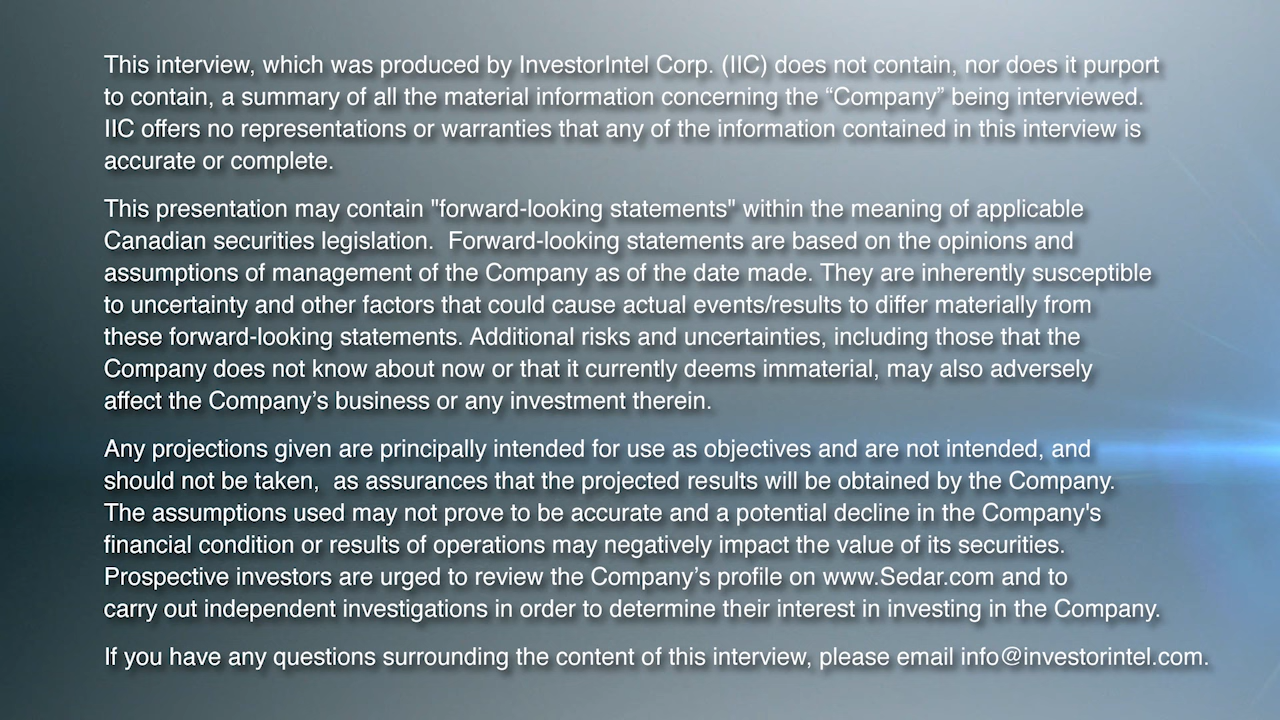 This interview, which was produced by InvestorIntel Corp. (IIC) does not contain, nor does it purport
to contain, a summary of all the material information concerning the “Company” being interviewed.
IIC offers no representations or warranties that any of the information contained in this interview is
accurate or complete.
This presentation may contain "forward-looking statements" within the meaning of applicable
Canadian securities legislation.  Forward-looking statements are based on the opinions and
assumptions of management of the Company as of the date made. They are inherently susceptible
to uncertainty and other factors that could cause actual events/results to differ materially from
these forward-looking statements. Additional risks and uncertainties, including those that the
Company does not know about now or that it currently deems immaterial, may also adversely
affect the Company’s business or any investment therein.
Any projections given are principally intended for use as objectives and are not intended, and
should not be taken,  as assurances that the projected results will be obtained by the Company.
The assumptions used may not prove to be accurate and a potential decline in the Company's
financial condition or results of operations may negatively impact the value of its securities.
Prospective investors are urged to review the Company’s profile on www.Sedar.com and to
carry out independent investigations in order to determine their interest in investing in the Company.
If you have any questions surrounding the content of this interview, please email info@investorintel.com.